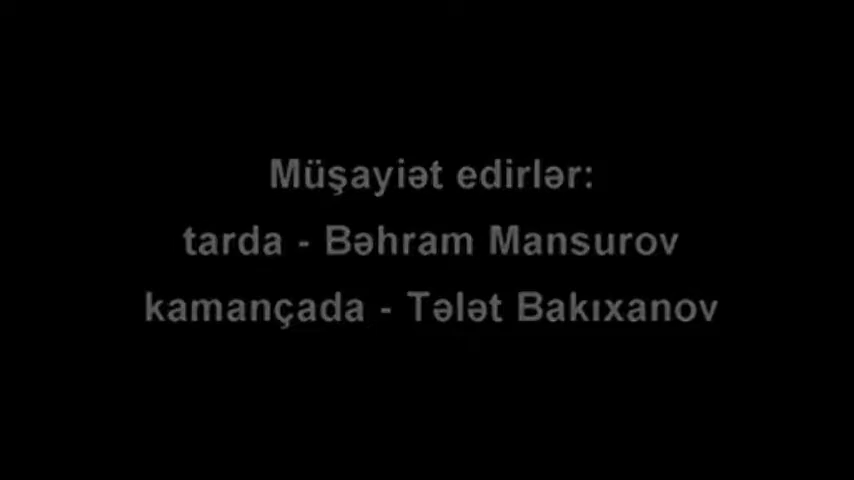 Müşayiət edirlər:
tarda - Bəhram Mansurov
kamançada - Tələt Bakıxanov